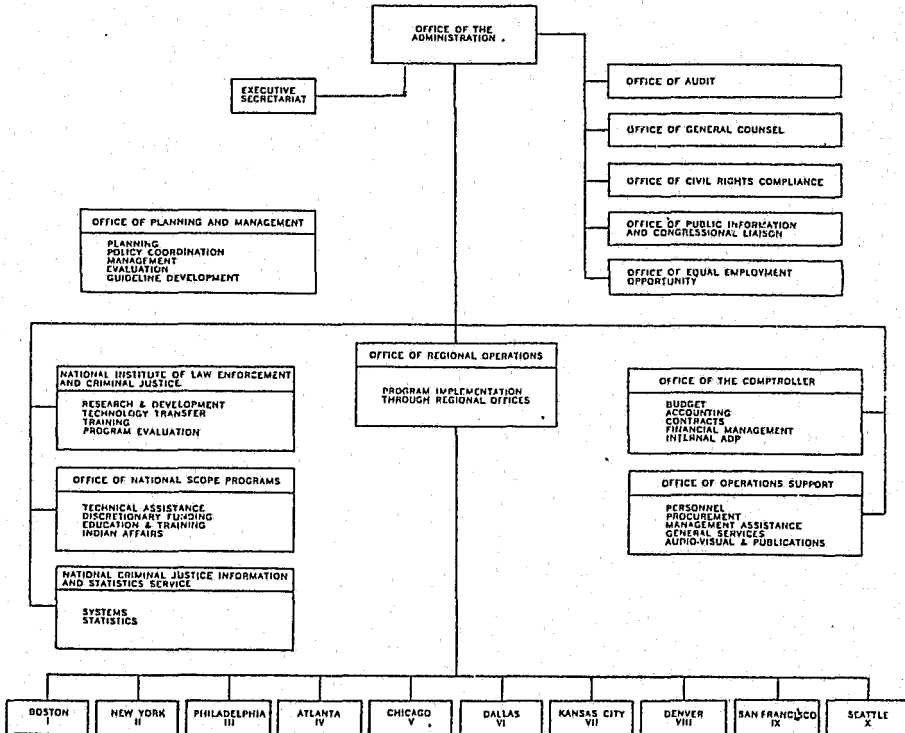 OFFICE OF THE
ADMINISTRATION
EXECUTIVE
SECRETARIAT
OFFICE OF AUDIT
OFFICE OF GENERAL COUNSEL
OFFICE OF CIVIL RIGHTS COMPLIANCE
OFFICE OF PUBLIC INFORMATION
AND CONGRESSIONAL LIAISON
OFFICE OF EQUAL EMPLOYMENT
OPPORTUNITY
OFFICE OF PLANNING AND MANAGEMENT
PLANNING
POLICY COORDINATION
MANAGEMENT
EVALUATION
GUIDELINE DEVELOPMENT
NATIONAL INSTITUTE OF LAW ENFORCEMENT
AND CRIMINAL JUSTICE
RESEARCH & DEVELOPMENT
TECHNOLOGY TRANSFER
TRAINING
PROGRAM EVALUATION
OFFICE OF NATIONAL SCOPE PROGRAMS
TECHNICAL ASSISTANCE
DISCRETIONARY FUNDING
EDUCATION & TRAINING
INDIAN AFFAIRS
NATIONAL CRIMINAL JUSTICE INFORMATION
AND STATISTICS SERVICE
SYSTEMS
STATISTICS
OFFICE OF REGIONAL OPERATIONS
PROGRAM IMPLEMENTATION
THROUGH REGIONAL OFFICES
OFFICE OF THE COMPTROLLER
BUDGET
ACCOUNTING
CONTRACTS
FINANCIAL MANAGEMENT
INTERNAL ADP
OFFICE OF OPERATIONS SUPPORT
PERSONNEL
PROCUREMENT
MANAGEMENT ASSISTANCE
GENERAL SERVICES
AUDIO-VISUAL & PUBLICATIONS
BOSTON
I
NEW YORK
II
PHILADELPHIA
III
ATLANTA
IV
CHICAGO
V
DALLAS
VI
KANSAS CITY
VII
DENVER
VIII
SAN FRANCISCO
IX
SEATTLE
X